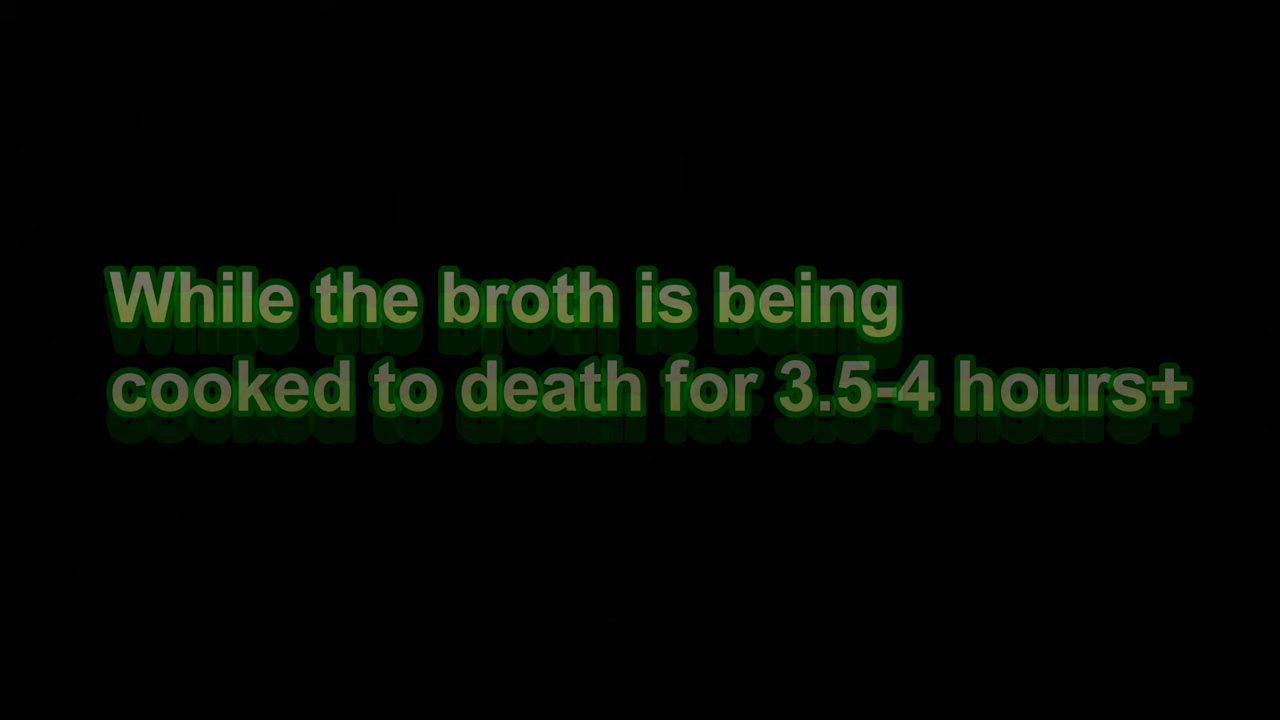 While the broth is being
cooked to death for 3.5-4 hours+